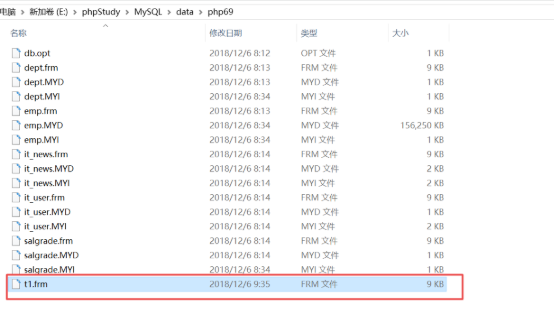 电脑 > 新加卷 (E:) > phpStudy > MySQL > data > php69
名称 修改日期 类型 大小
db.opt 2018/12/6 8:12 OPT 文件 1 KB
dept.frm 2018/12/6 8:13 FRM 文件 9 KB
dept.MYD 2018/12/6 8:13 MYD 文件 1 KB
dept.MYI 2018/12/6 8:34 MYI 文件 1 KB
emp.frm 2018/12/6 8:13 FRM 文件 9 KB
emp.MYD 2018/12/6 8:34 MYD 文件 156,250 KB
emp.MYI 2018/12/6 8:34 MYI 文件 1 KB
it_news.frm 2018/12/6 8:14 FRM 文件 9 KB
it_news.MYD 2018/12/6 8:14 MYD 文件 2 KB
it_news.MYI 2018/12/6 8:14 MYI 文件 2 KB
it_user.frm 2018/12/6 8:14 FRM 文件 9 KB
it_user.MYD 2018/12/6 8:14 MYD 文件 1 KB
it_user.MYI 2018/12/6 8:14 MYI 文件 2 KB
salgrade.frm 2018/12/6 8:14 FRM 文件 9 KB
salgrade.MYD 2018/12/6 8:14 MYD 文件 1 KB
salgrade.MYI 2018/12/6 8:34 MYI 文件 1 KB
t1.frm 2018/12/6 9:35 FRM 文件 9 KB